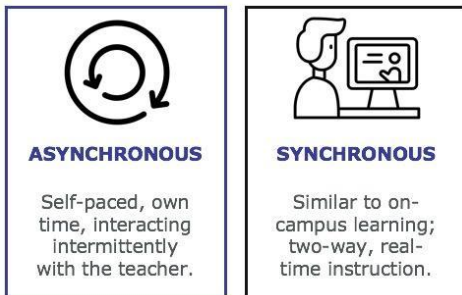 ASYNCHRONOUS
Self-paced, own
time, interacting
intermittently
with the teacher.
SYNCHRONOUS
Similar to on-
campus learning;
two-way, real-
time instruction.